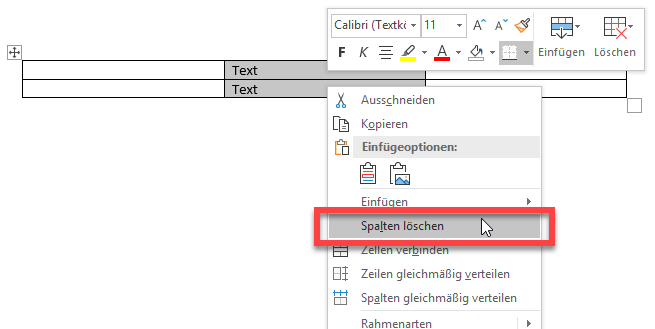 Calibri (Textkö 11
F K
Einfügen Löschen
Text
Text
Ausschneiden
Kopieren
Einfügeoptionen:
Einfügen
Spalten löschen
Zellen verbinden
Zeilen gleichmäßig verteilen
Spalten gleichmäßig verteilen
Rahmenarten